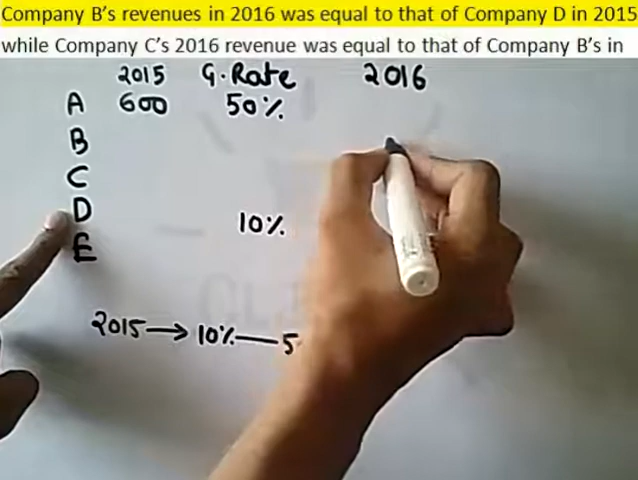 Company B's revenues in 2016 was equal to that of Company D in 2015
while Company C's 2016 revenue was equal to that of Company B's in
2015 G.Rate 2016
A 600 50%
B
C
D 10%
E
2015→10%—5